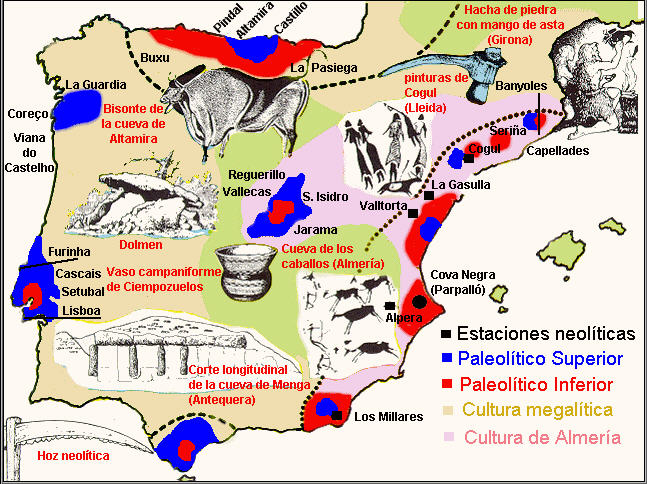 Pindal
Altamira
Castillo
Buxu
La Pasiega
Hacha de piedra
con mango de asta
(Girona)
La Guardia
Coreço
Viana
do
Castelho
Bisonte de
la cueva de
Altamira
pinturas de
Cogul
(Lleida)
Banyoles
Seriña
Cogul
Capellades
Reguerillo
Vallecas
S. Isidro
Jarama
La Gasulla
Valltorta
Dolmen
Furinha
Cascais
Setubal
Lisboa
Vaso campaniforme
de Ciempozuelos
Cueva de los
caballos (Almería)
Cova Negra
(Parpalló)
Alpera
Corte longitudinal
de la cueva de Menga
(Antequera)
Los Millares
Hoz neolítica
Estaciones neolíticas
Paleolítico Superior
Paleolítico Inferior
Cultura megalítica
Cultura de Almería